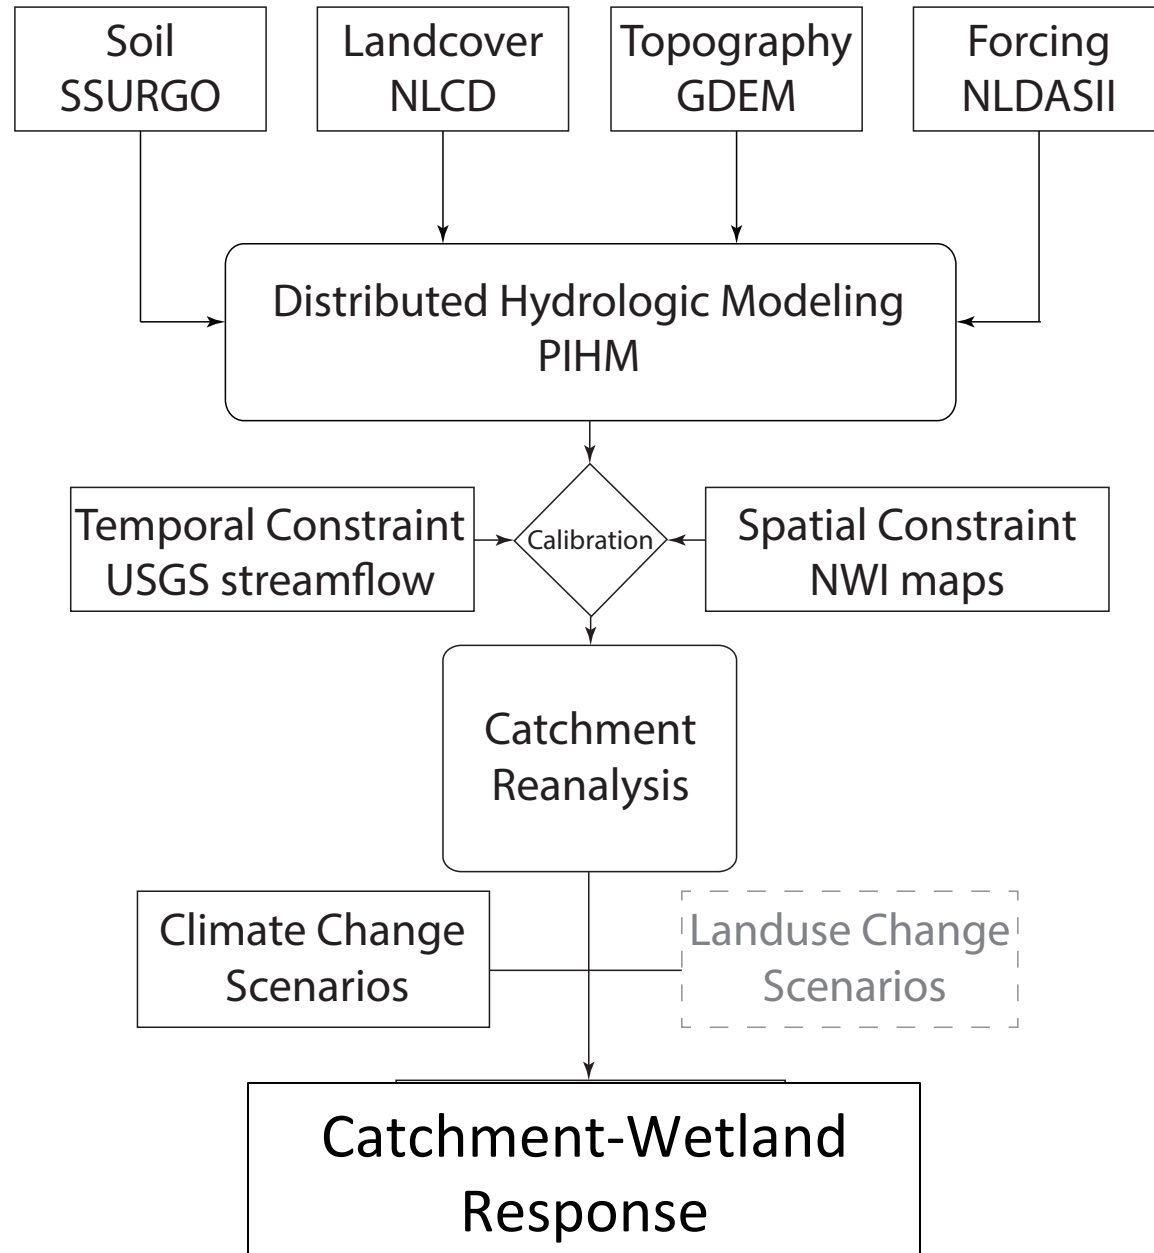 Soil
SSURGO
Landcover
NLCD
Topography
GDEM
Forcing
NLDASII
Distributed Hydrologic Modeling
PIHM
Temporal Constraint
USGS streamflow
Calibration
Spatial Constraint
NWI maps
Catchment
Reanalysis
Climate Change
Scenarios
Landuse Change
Scenarios
Catchment-Wetland
Response